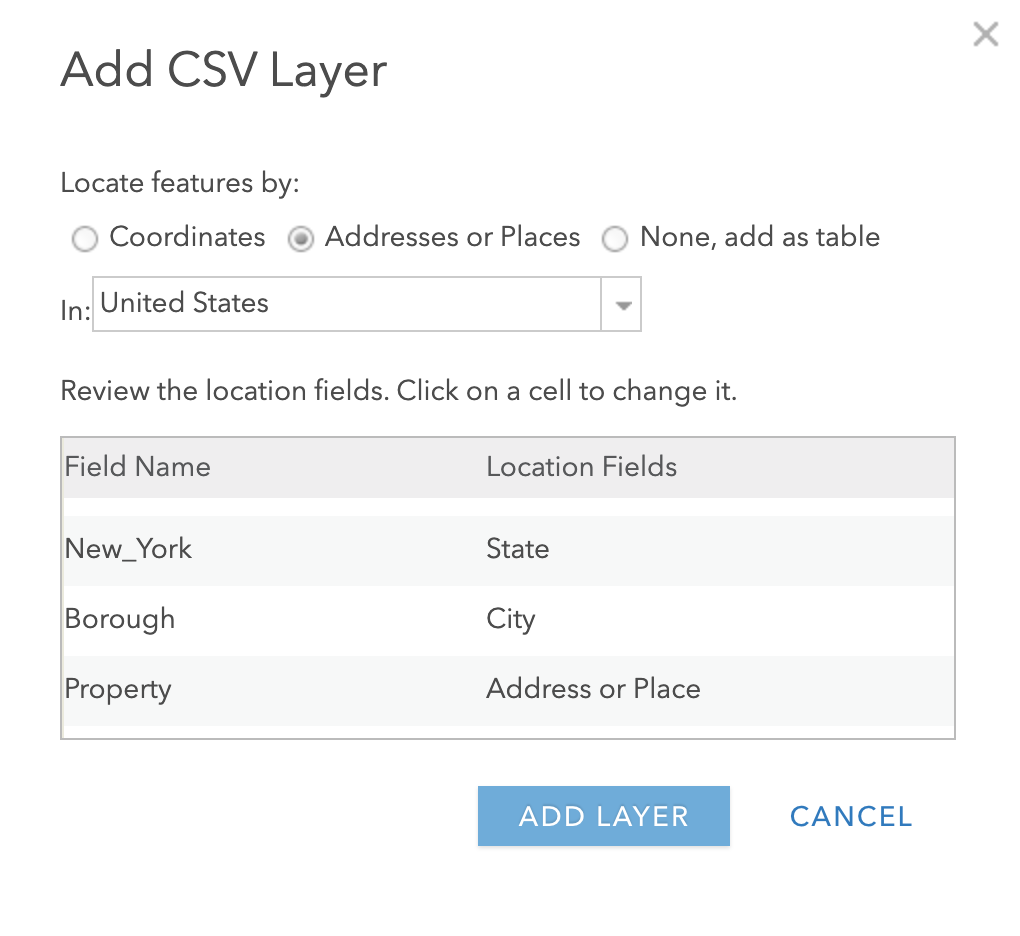 Add CSV Layer
Locate features by:
Coordinates Addresses or Places None, add as table
In: United States
Review the location fields. Click on a cell to change it.
Field Name Location Fields
New_York State
Borough City
Property Address or Place
ADD LAYER CANCEL